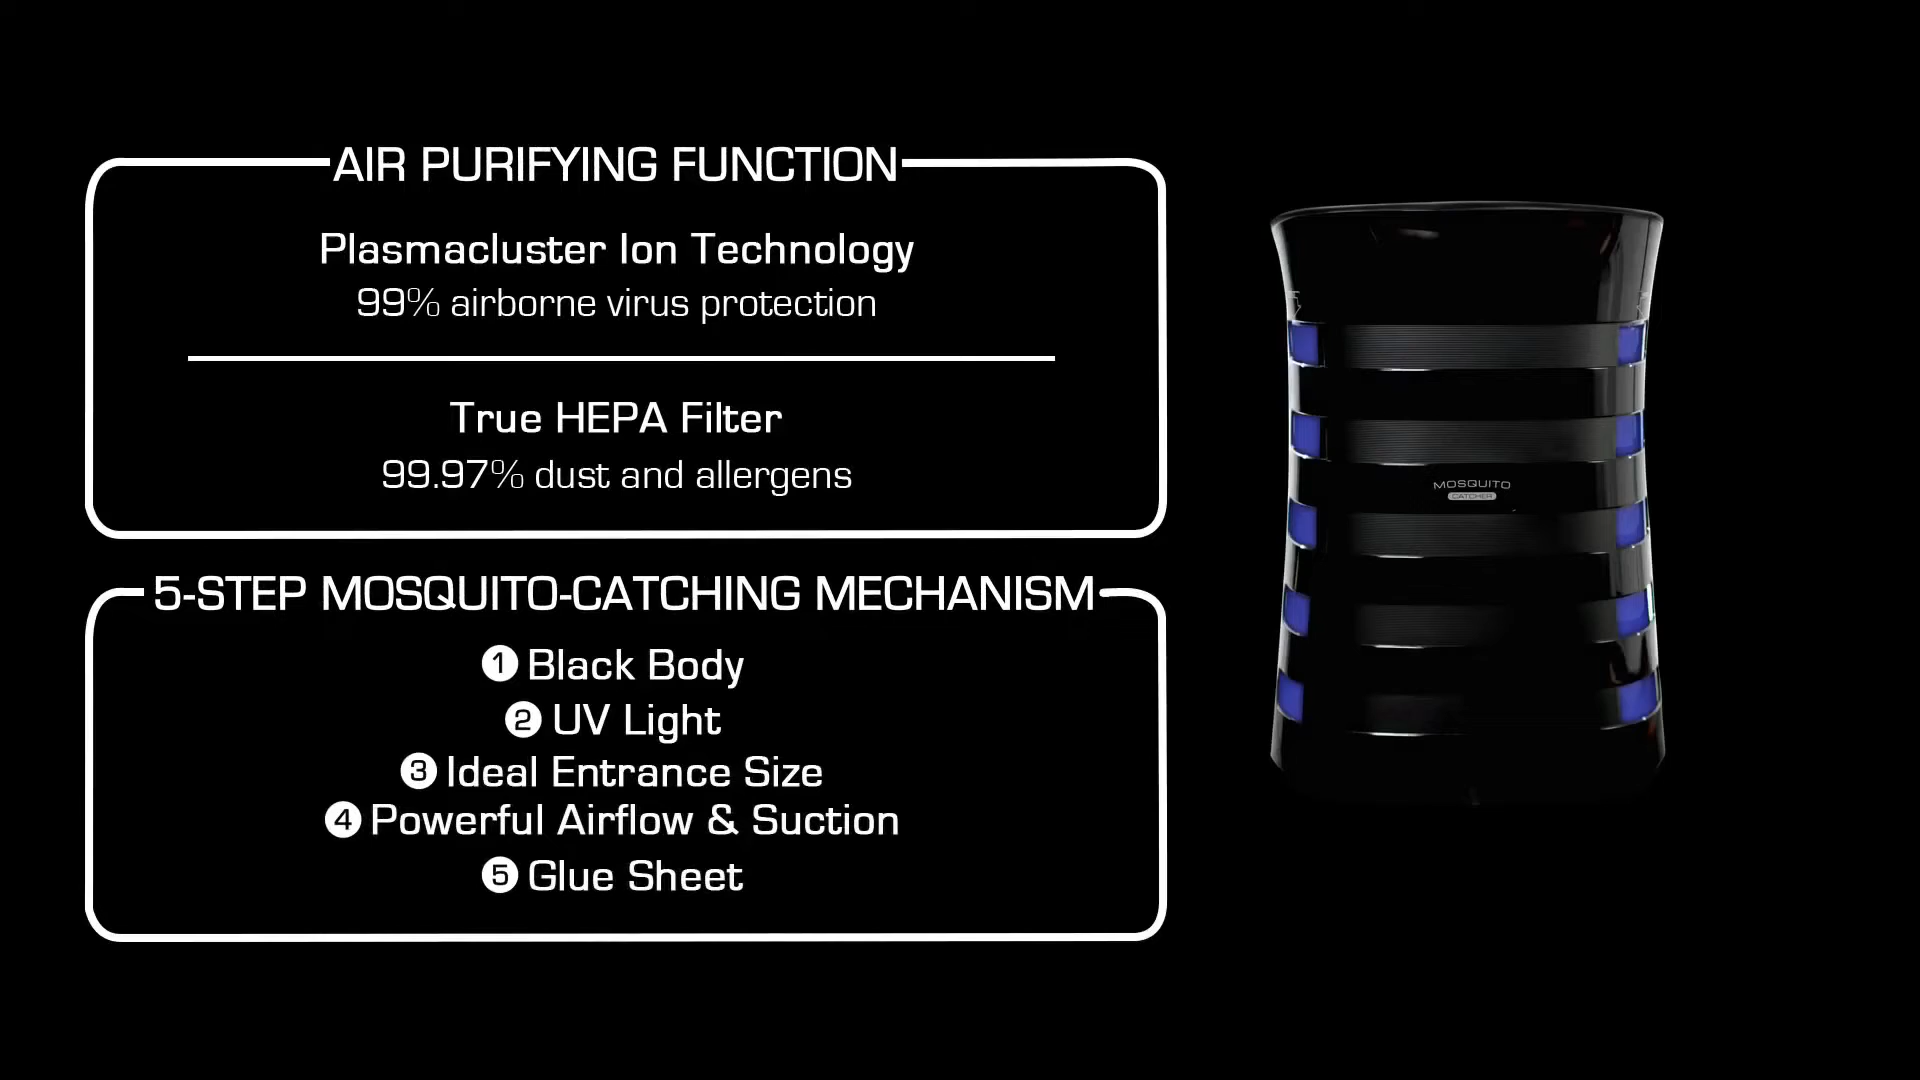 AIR PURIFYING FUNCTION
Plasmacluster Ion Technology
99% airborne virus protection
True HEPA Filter
99.97% dust and allergens
5-STEP MOSQUITO-CATCHING MECHANISM
1 Black Body
2 UV Light
3 Ideal Entrance Size
4 Powerful Airflow & Suction
5 Glue Sheet
MOSQUITO
CATCHER